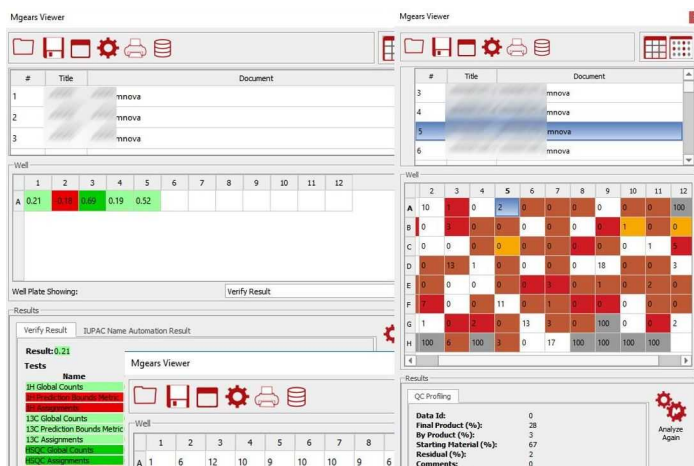 Mgears Viewer
# Title Document
1 mnova
2 mnova
3 mnova
Well
1 2 3 4 5 6 7 8 9 10 11 12
A 0.21 0.69 0.19 0.52
Well Plate Showing: Verify Result
Results
Verify Result IUPAC Name Automation Result
Result:0.21
Tests
Name
1H Global Counts
1H Prediction Bounds Metric
1H Assignments
13C Global Counts
13C Prediction Bounds Metric
13C Assignments
HSQC Global Counts
HSQC Assignments
Mgears Viewer
Well
1 2 3 4 5 6 7 8
A 1 6 12 10 9 10 9 6
Mgears Viewer
# Title Document
3 mnova
4 mnova
5 mnova
6 mnova
Well
2 3 4 5 6 7 8 9 10 11 12
A 10 1 0 2 0 0 0 0 0 0 100
B 0 3 0 0 0 0 0 0 1 0 0
C 0 0 0 0 0 0 0 0 0 1 5
D 0 13 1 0 0 0 0 18 0 0 3
E 0 0 0 0 0 3 0 1 0 2 0
F 7 0 0 11 0 1 0 0 0 0 0
G 1 0 2 0 13 3 0 100 0 0 2
H 100 6 100 3 0 17 100 100 100 100
Results
QC Profiling
Data Id: 0
Final Product (%): 28
By Product (%): 3
Starting Material (%): 67
Residual (%): 2
Comments: 0
Analyze
Again